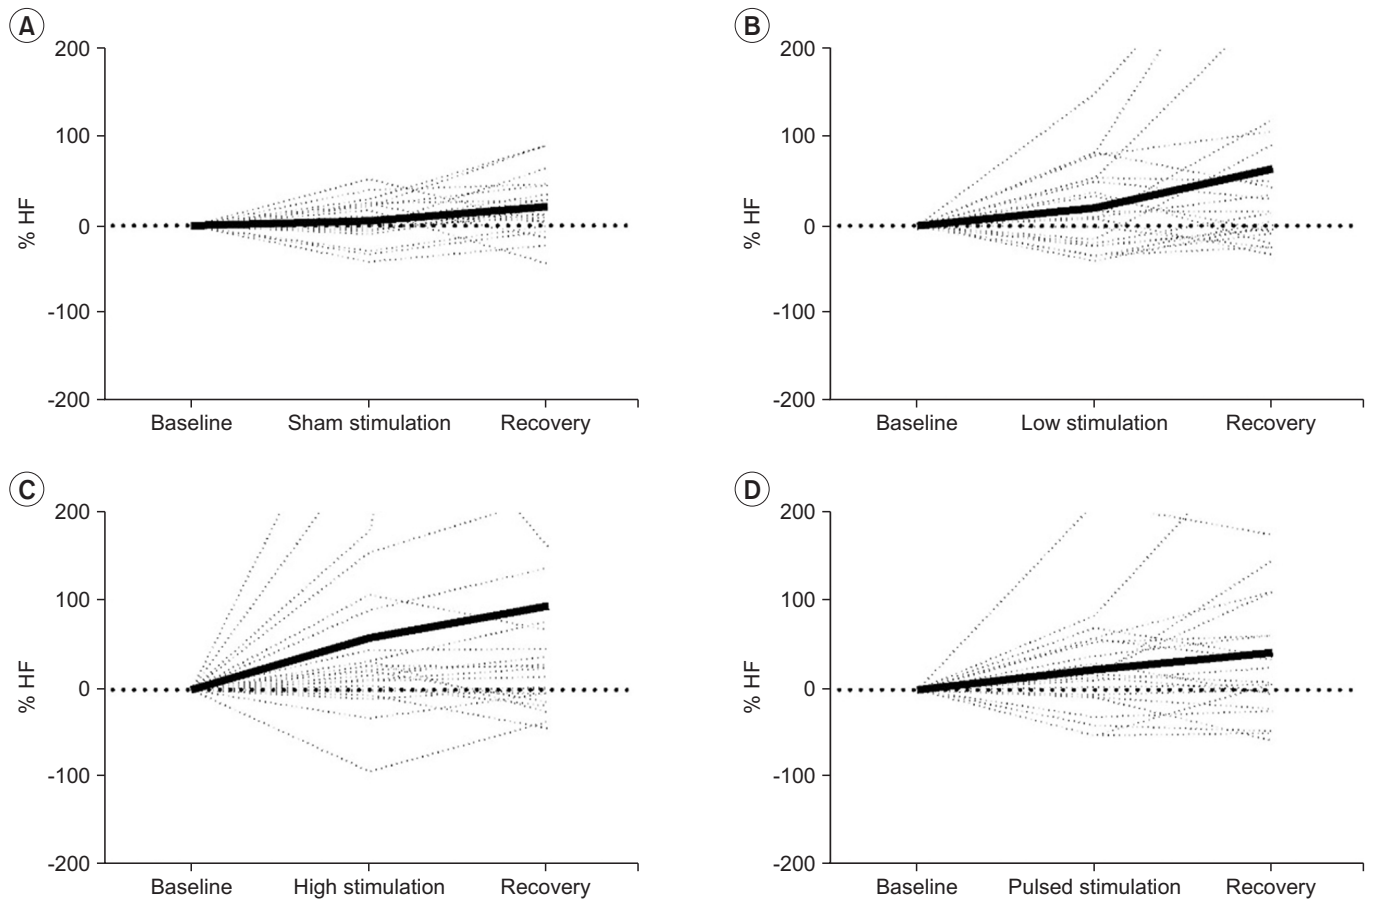 A
200
100
0
-100
-200
% HF
Baseline Sham stimulation Recovery
B
200
100
0
-100
-200
% HF
Baseline Low stimulation Recovery
C
200
100
0
-100
-200
% HF
Baseline High stimulation Recovery
D
200
100
0
-100
-200
% HF
Baseline Pulsed stimulation Recovery